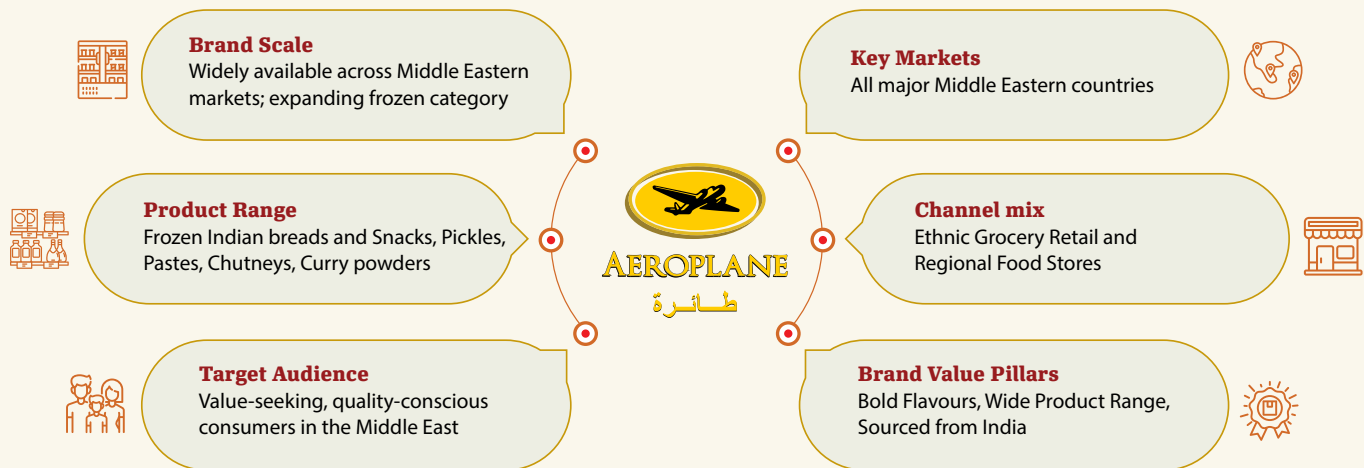 Brand Scale
Widely available across Middle Eastern
markets; expanding frozen category
Product Range
Frozen Indian breads and Snacks, Pickles,
Pastes, Chutneys, Curry powders
Target Audience
Value-seeking, quality-conscious
consumers in the Middle East
AEROPLANE
طـائـرة
Key Markets
All major Middle Eastern countries
Channel mix
Ethnic Grocery Retail and
Regional Food Stores
Brand Value Pillars
Bold Flavours, Wide Product Range,
Sourced from India